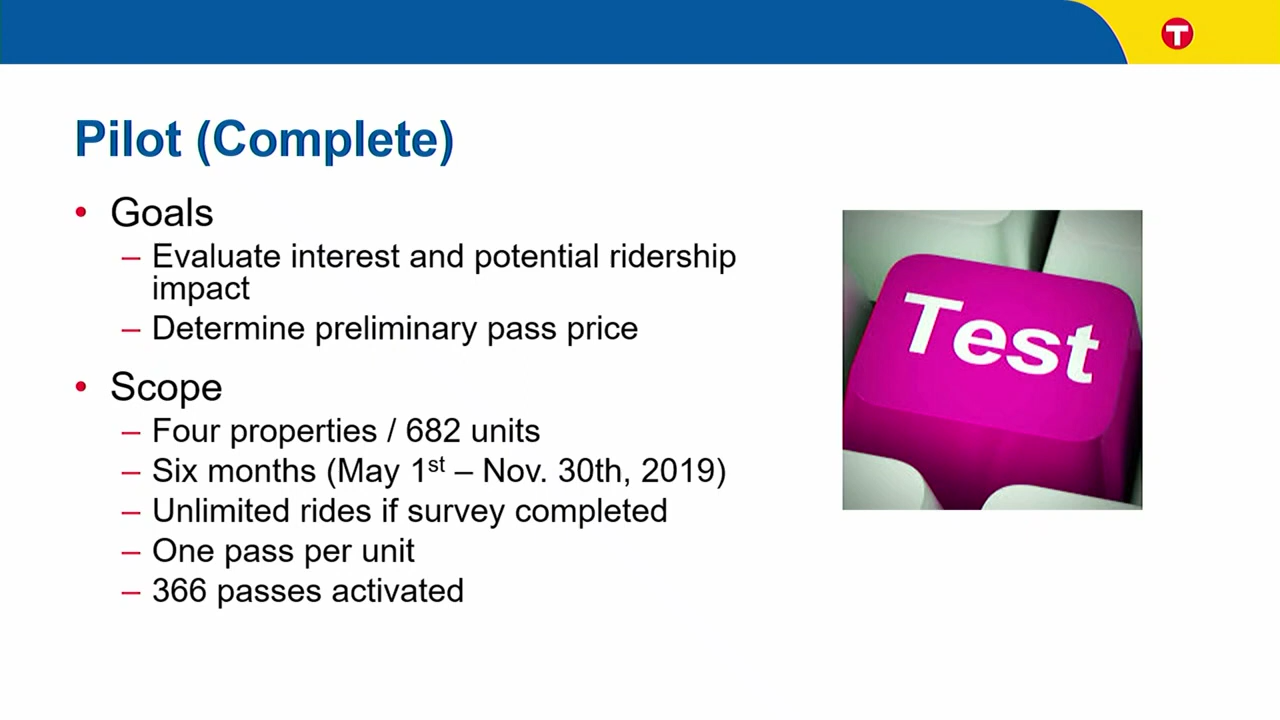 T
Pilot (Complete)
• Goals
– Evaluate interest and potential ridership
impact
– Determine preliminary pass price
• Scope
– Four properties / 682 units
– Six months (May 1st – Nov. 30th, 2019)
– Unlimited rides if survey completed
– One pass per unit
– 366 passes activated
Test